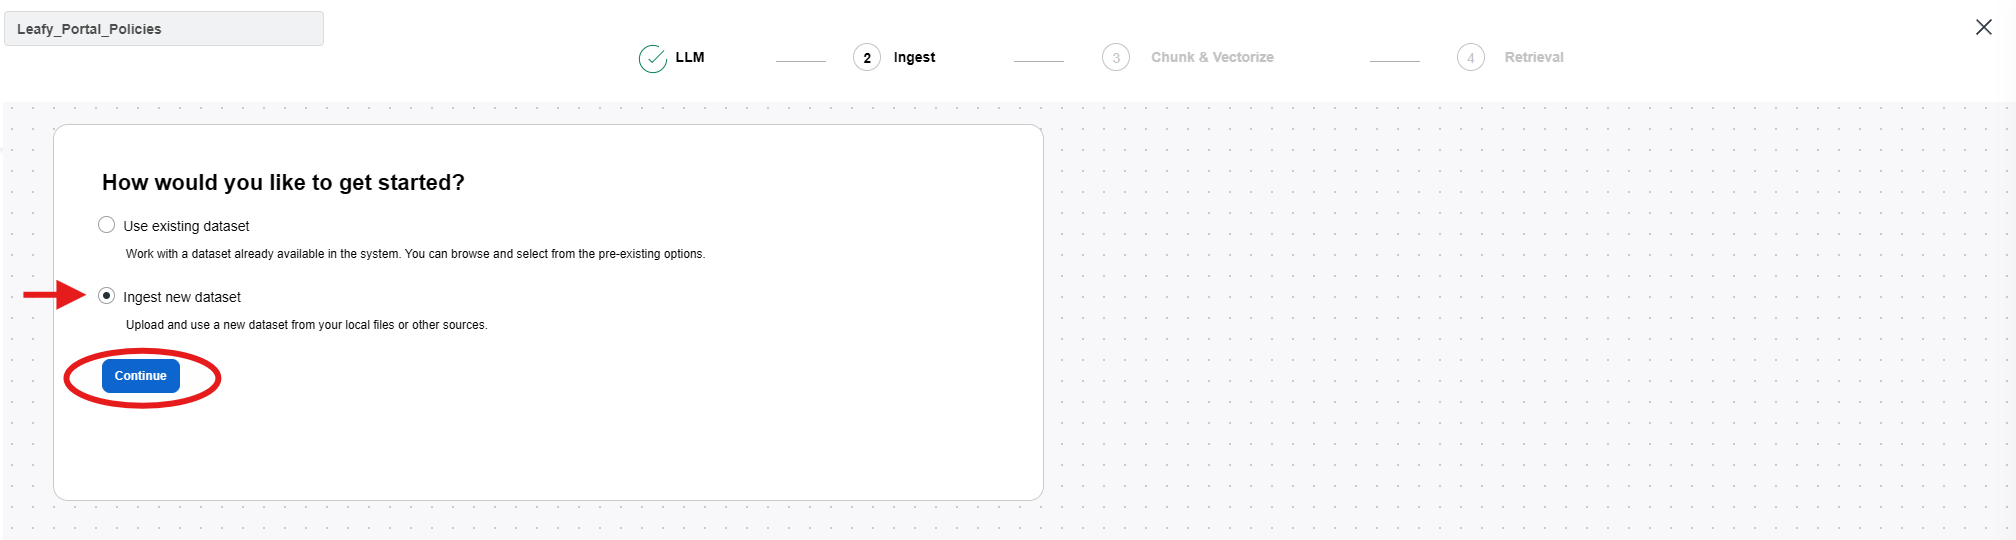 Leafy_Portal_Policies
LLM
2 Ingest
3 Chunk & Vectorize
4 Retrieval
How would you like to get started?
Use existing dataset
Work with a dataset already available in the system. You can browse and select from the pre-existing options.
Ingest new dataset
Upload and use a new dataset from your local files or other sources.
Continue